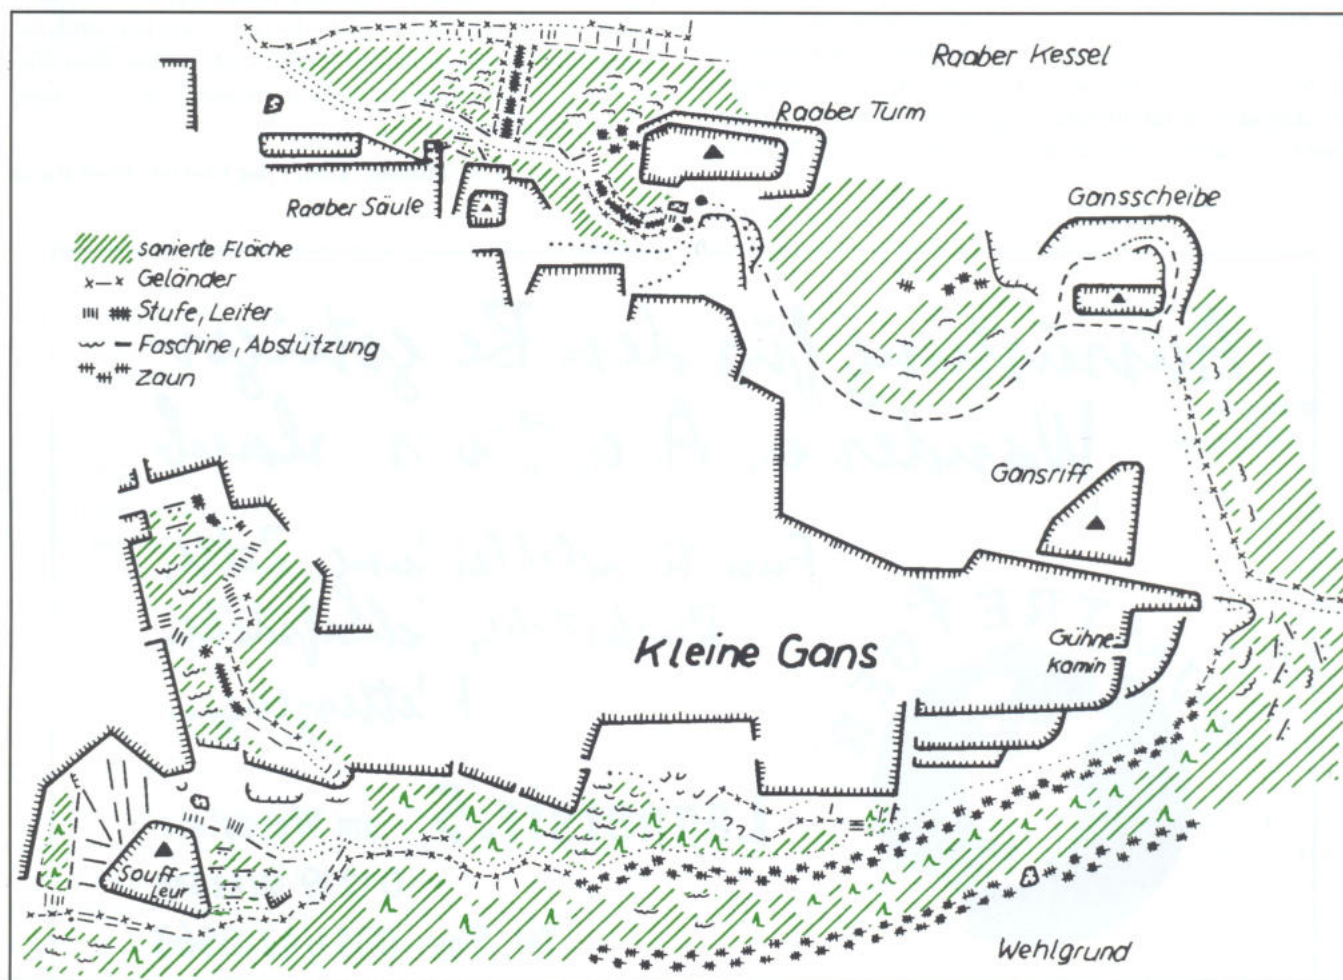 Raaber Kessel
Raaber Turm
Gansscheibe
Raaber Säule
sanierte Fläche
Geländer
Stufe, Leiter
Faschine, Abstützung
Zaun
Gansriff
Kleine Gans
Gühne
Kamin
Souff
Leur
Wehlgrund